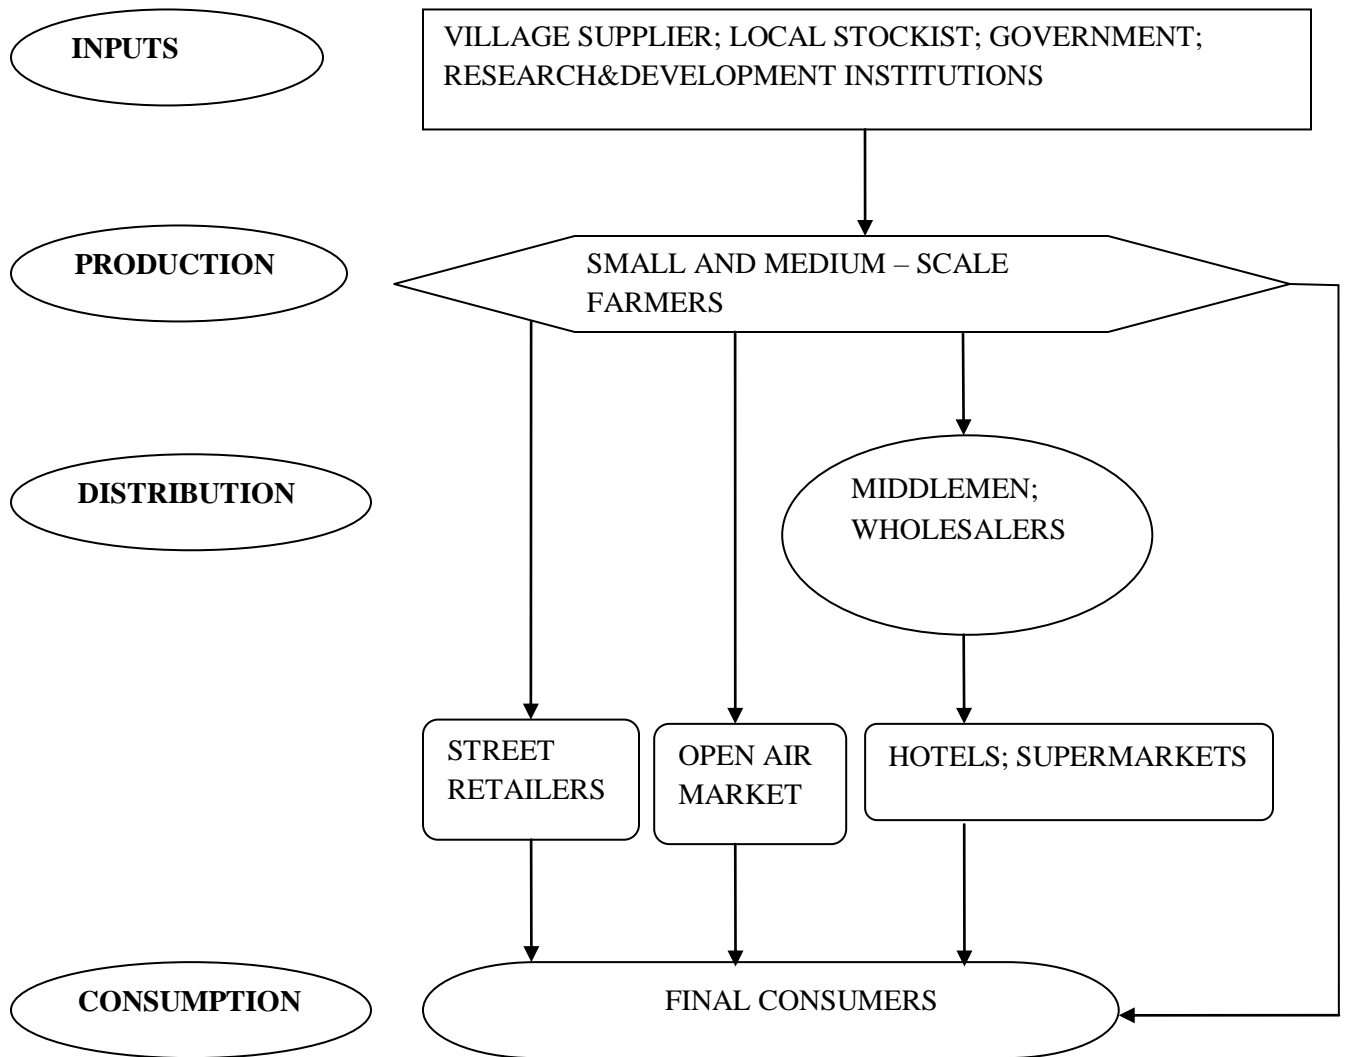 INPUTS
VILLAGE SUPPLIER; LOCAL STOCKIST; GOVERNMENT;
RESEARCH&DEVELOPMENT INSTITUTIONS
PRODUCTION
SMALL AND MEDIUM – SCALE
FARMERS
DISTRIBUTION
MIDDLEMEN;
WHOLESALERS
STREET
RETAILERS
OPEN AIR
MARKET
HOTELS; SUPERMARKETS
CONSUMPTION
FINAL CONSUMERS